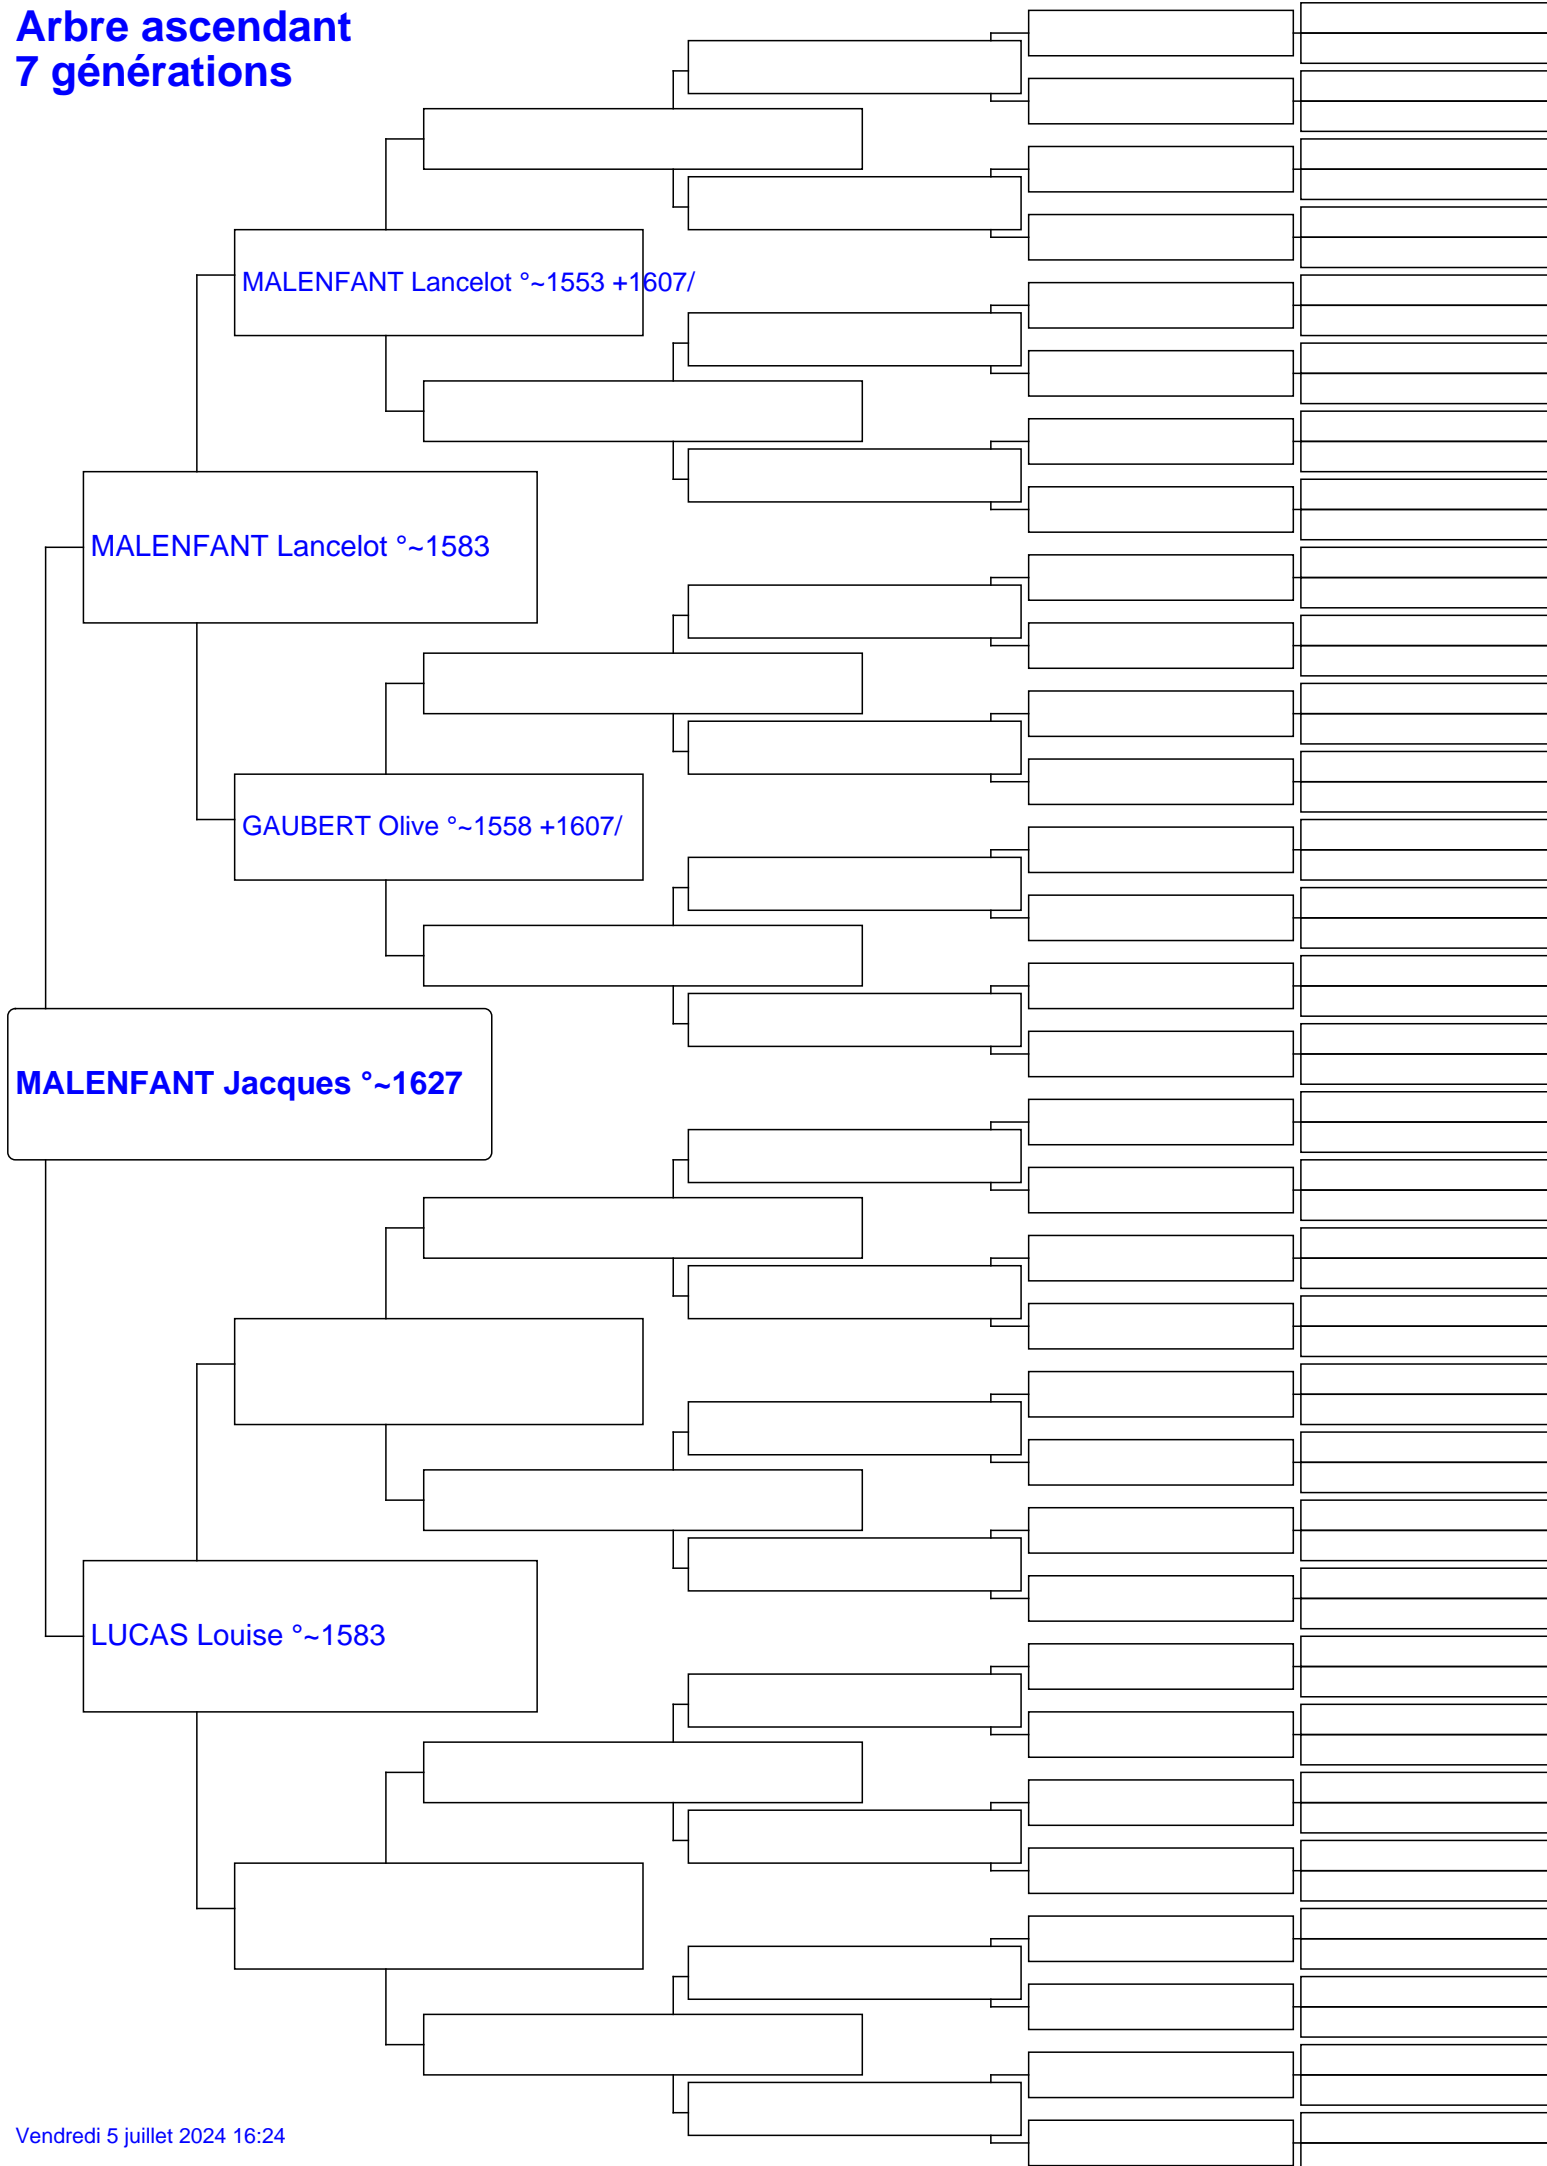 Arbre ascendant
7 générations
MALENFANT Lancelot °~1553 +1607/
MALENFANT Lancelot °~1583
GAUBERT Olive °~1558 +1607/
MALENFANT Jacques °~1627
LUCAS Louise °~1583
Vendredi 5 juillet 2024 16:24